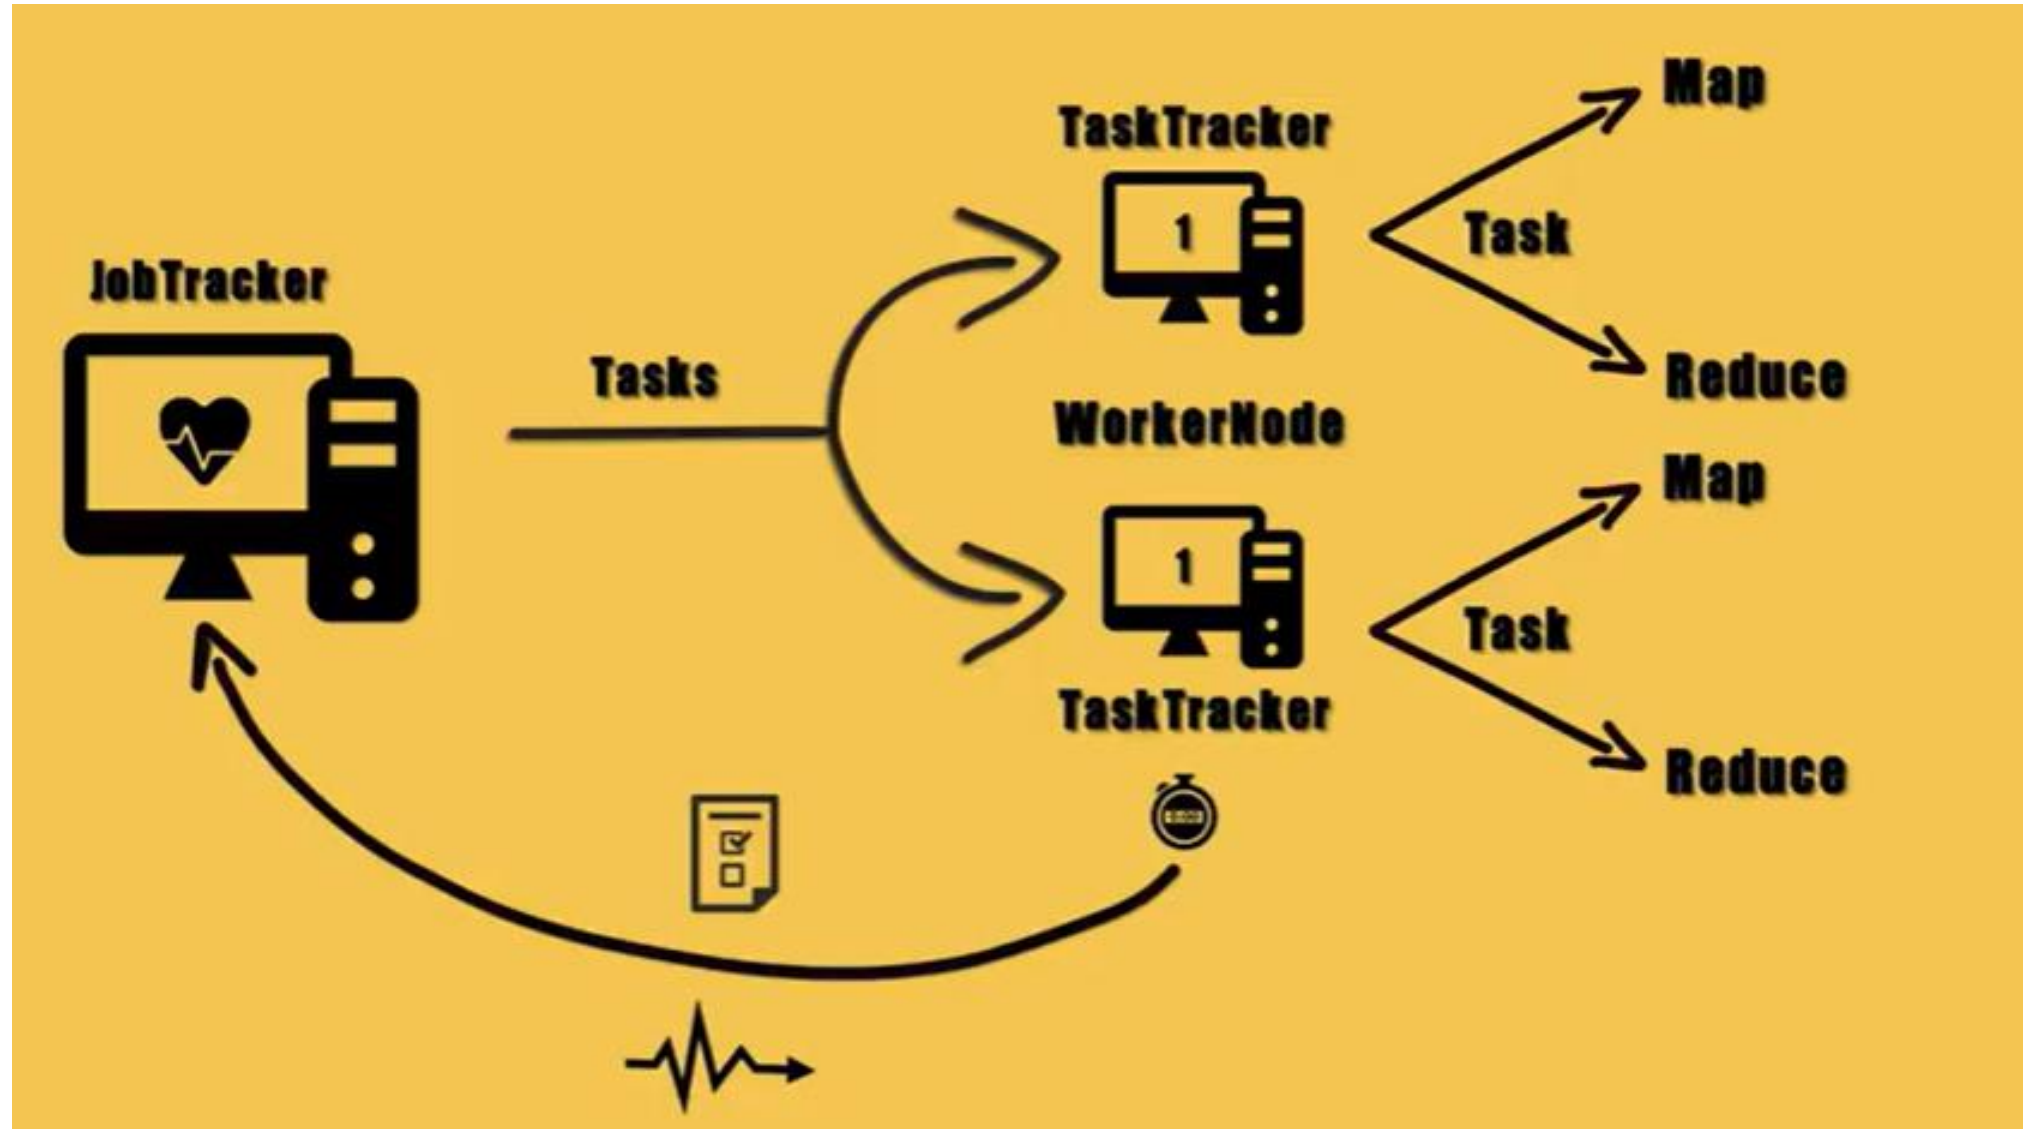 JobTracker
Tasks
TaskTracker
1
WorkerNode
1
TaskTracker
Map
Task
Reduce
Map
Task
Reduce